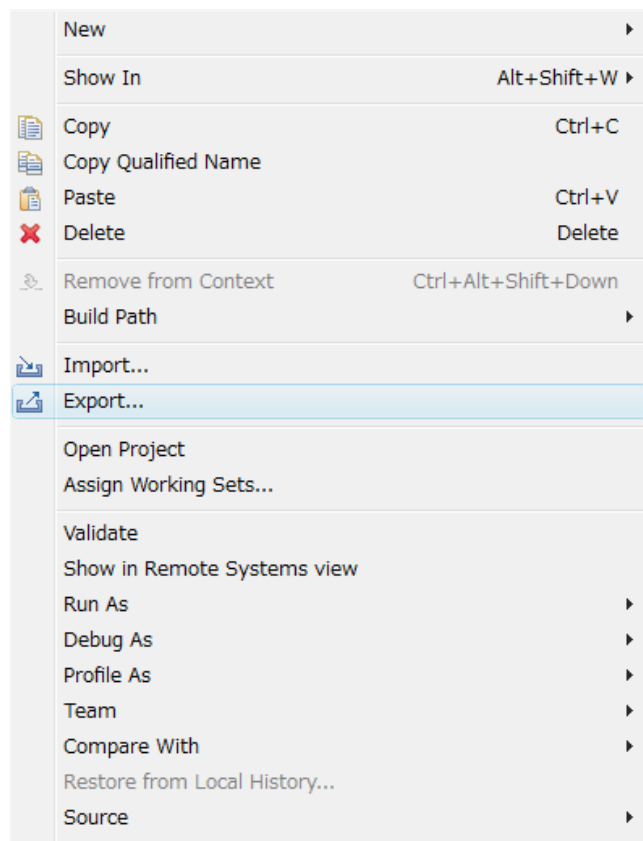 New
Show In Alt+Shift+W
Copy Ctrl+C
Copy Qualified Name
Paste Ctrl+V
Delete Delete
Remove from Context Ctrl+Alt+Shift+Down
Build Path
Import...
Export...
Open Project
Assign Working Sets...
Validate
Show in Remote Systems view
Run As
Debug As
Profile As
Team
Compare With
Restore from Local History...
Source